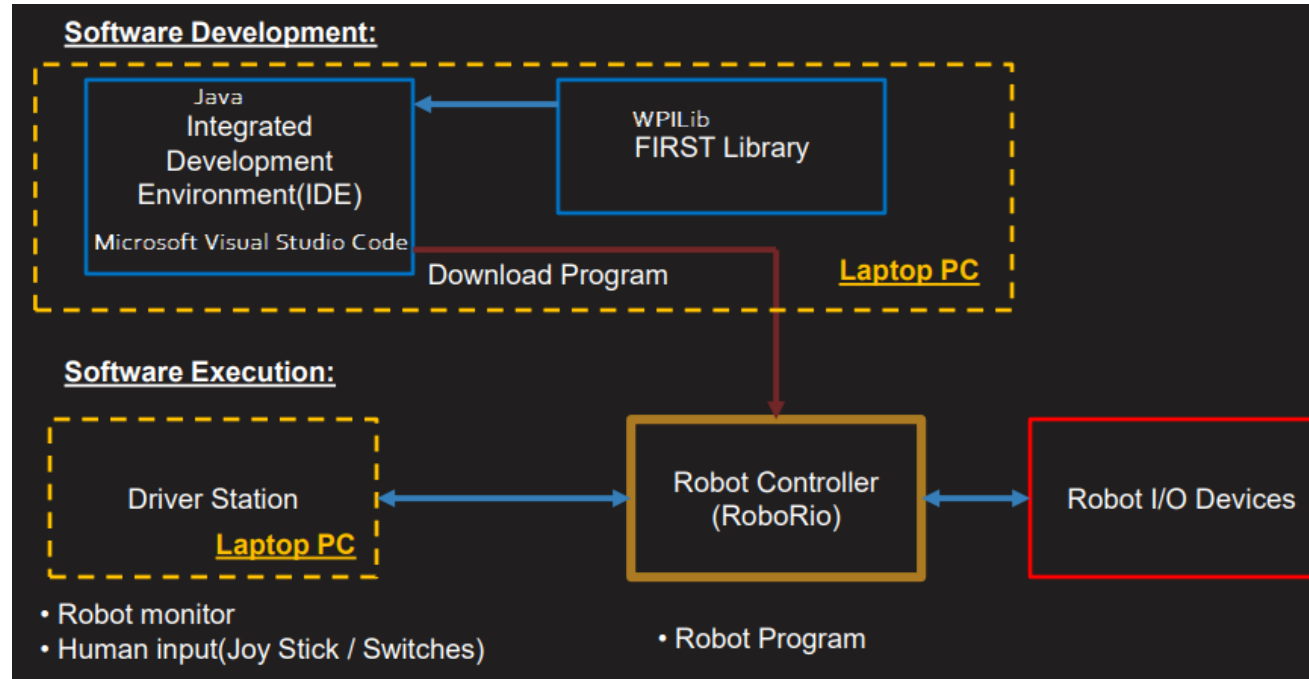 Software Development:
Java
Integrated
Development
Environment(IDE)
Microsoft Visual Studio Code
WPILib
FIRST Library
Download Program
Laptop PC
Software Execution:
Driver Station
Laptop PC
Robot Controller
(RoboRio)
Robot I/O Devices
• Robot monitor
• Human input(Joy Stick / Switches)
• Robot Program